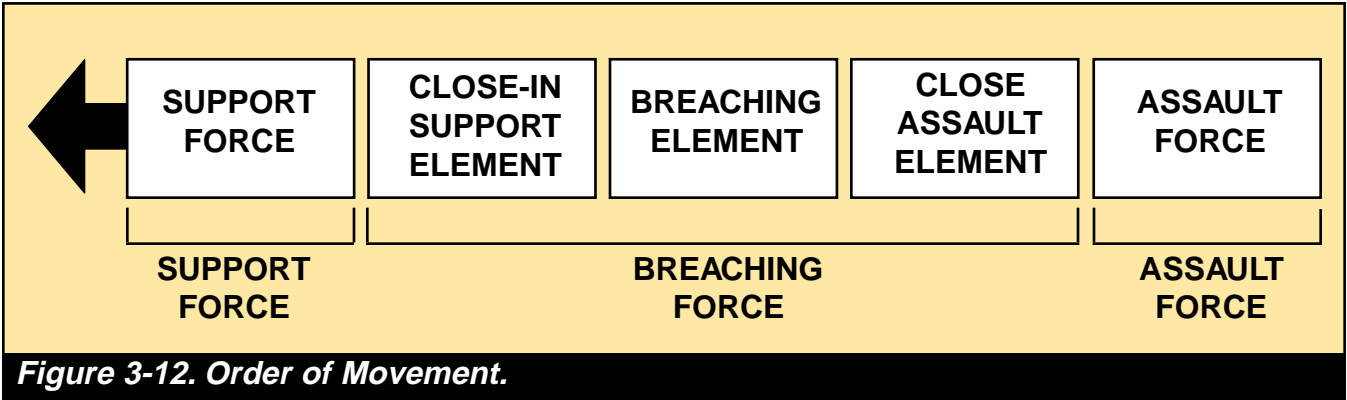 SUPPORT
FORCE
CLOSE-IN
SUPPORT
ELEMENT
BREACHING
ELEMENT
CLOSE
ASSAULT
ELEMENT
ASSAULT
FORCE
SUPPORT
FORCE
BREACHING
FORCE
ASSAULT
FORCE
Figure 3-12. Order of Movement.